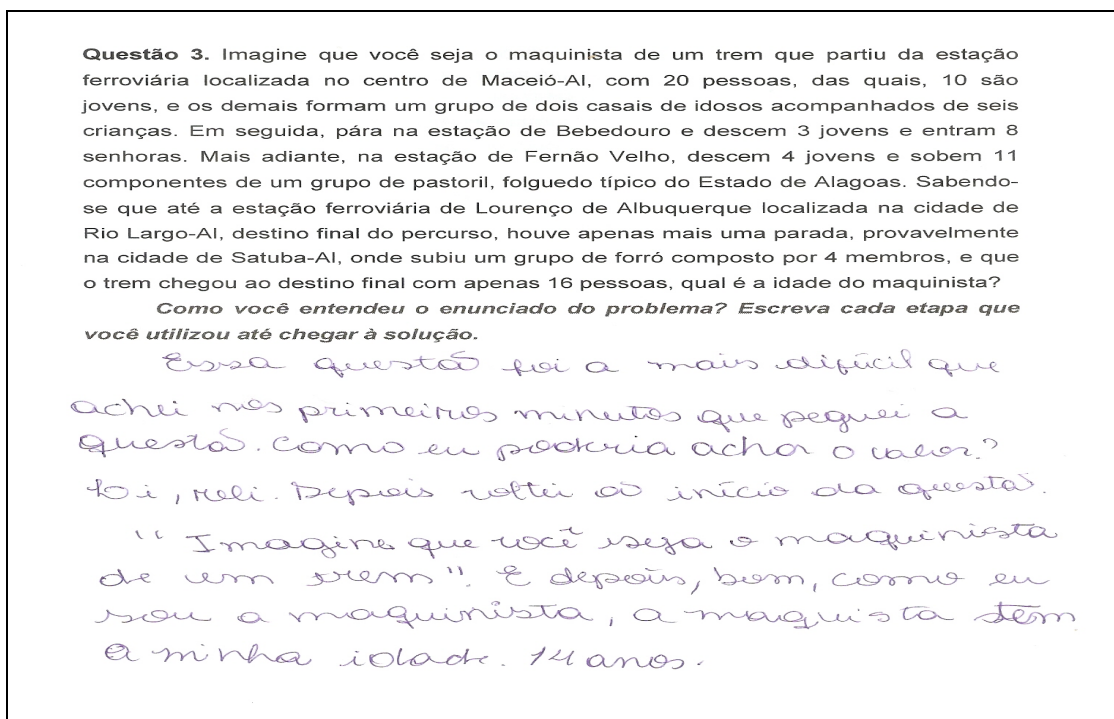 Questão 3. Imagine que você seja o maquinista de um trem que partiu da estação
ferroviária localizada no centro de Maceió-Al, com 20 pessoas, das quais, 10 são
jovens, e os demais formam um grupo de dois casais de idosos acompanhados de seis
crianças. Em seguida, pára na estação de Bebedouro e descem 3 jovens e entram 8
senhoras. Mais adiante, na estação de Fernão Velho, descem 4 jovens e sobem 11
componentes de um grupo de pastoril, folguedo típico do Estado de Alagoas. Sabendo-
se que até a estação ferroviária de Lourenço de Albuquerque localizada na cidade de
Rio Largo-Al, destino final do percurso, houve apenas mais uma parada, provavelmente
na cidade de Satuba-Al, onde subiu um grupo de forró composto por 4 membros, e que
o trem chegou ao destino final com apenas 16 pessoas, qual é a idade do maquinista?
Como você entendeu o enunciado do problema? Escreva cada etapa que
você utilizou até chegar à solução.
Essa questão foi a mais difícil que
achei nos primeiros minutos que peguei a
questão. Como eu poderia achar o valor?
Li, reli. Depois voltei ao início da questão.
"Imagine que você seja o maquinista
de um trem". E depois, bom, como eu
sou a maquinista, a maquista tem
a minha idade. 14 anos.